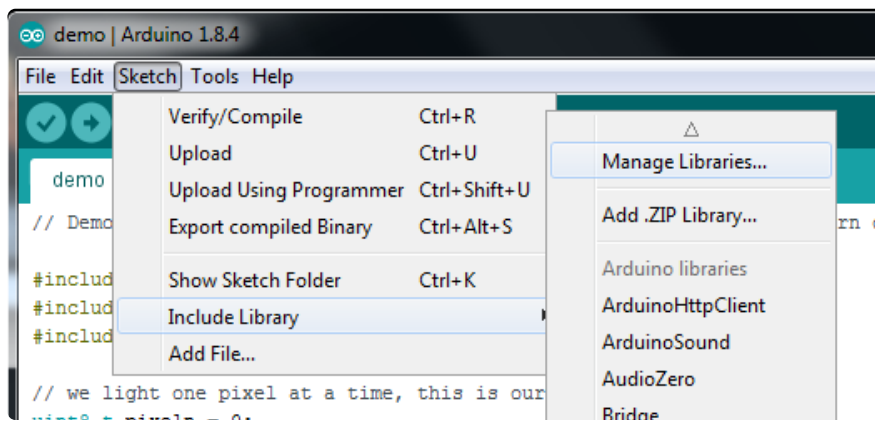 demo | Arduino 1.8.4
File Edit Sketch Tools Help
Verify/Compile Ctrl+R
Upload Ctrl+U
Upload Using Programmer Ctrl+Shift+U
Export compiled Binary Ctrl+Alt+S
Show Sketch Folder Ctrl+K
Include Library
Add File...
Manage Libraries...
Add .ZIP Library...
Arduino libraries
ArduinoHttpClient
ArduinoSound
AudioZero
Bridge
demo
// Demo
#includ
#includ
#includ
// we light one pixel at a time, this is our
uint8_t pixeln = 0;